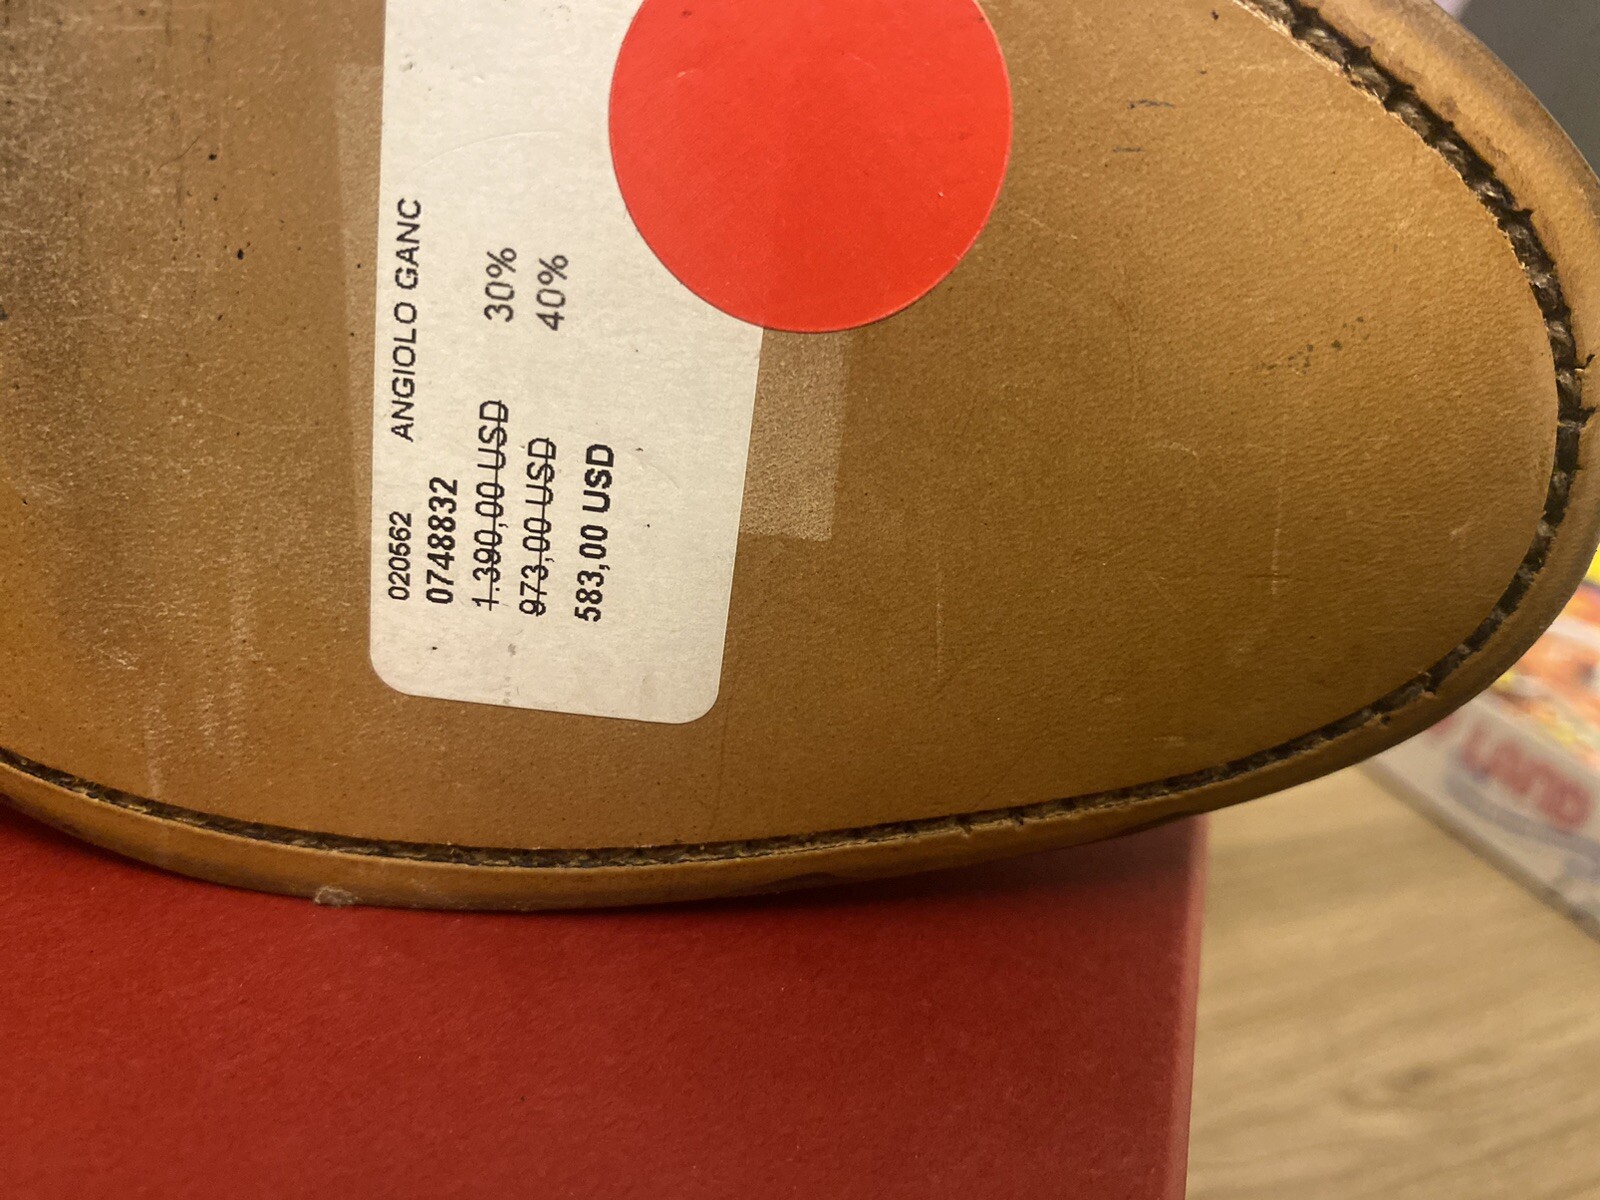 020562 ANGIOLO GANC
0748832
1.390,00 USD 30%
973,00 USD 40%
583,00 USD